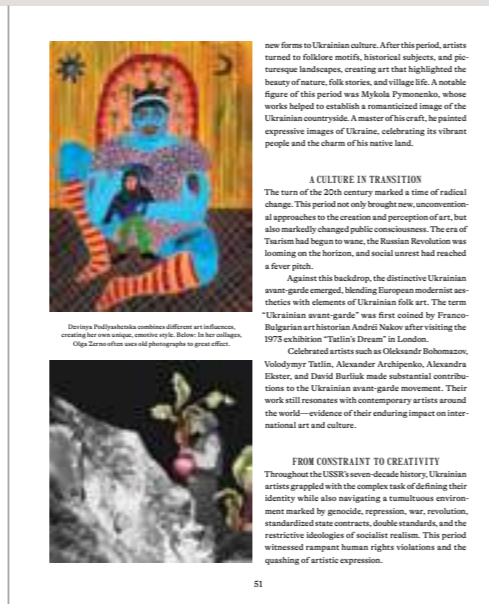 new forms to Ukrainian culture. After this period, artists
turned to folklore motifs, historical subjects, and pic-
turesque landscapes, creating art that highlighted the
beauty of nature, folk stories, and village life. A notable
figure of this period was Mykola Pymonenko, whose
works helped to establish a romanticized image of the
Ukrainian countryside. A master of his craft, he painted
expressive images of Ukraine, celebrating its vibrant
people and the charm of his native land.
A CULTURE IN TRANSITION
The turn of the 20th century marked a time of radical
change. This period not only brought new, unconvention-
al approaches to the creation and perception of art, but
also markedly changed public consciousness. The era of
Tsarism had begun to wane, the Russian Revolution was
looming on the horizon, and social unrest had reached
a fever pitch.
Against this backdrop, the distinctive Ukrainian
avant-garde emerged, blending European modernist aes-
thetics with elements of Ukrainian folk art. The term
“Ukrainian avant-garde” was first coined by Franco-
Bulgarian art historian Andréi Nakov after visiting the
1973 exhibition “Tatlin’s Dream” in London.
Celebrated artists such as Oleksandr Bohomazov,
Volodymyr Tatlin, Alexander Archipenko, Alexandra
Ekster, and David Burliuk made substantial contribu-
tions to the Ukrainian avant-garde movement. Their
work still resonates with contemporary artists around
the world—evidence of their enduring impact on inter-
national art and culture.
FROM CONSTRAINT TO CREATIVITY
Throughout the USSR’s seven-decade history, Ukrainian
artists grappled with the complex task of defining their
identity while also navigating a tumultuous environ-
ment marked by genocide, repression, war, revolution,
standardized state contracts, double standards, and the
restrictive ideologies of socialist realism. This period
witnessed rampant human rights violations and the
quashing of artistic expression.
Devinya Podlyashetska combines different art influences,
creating her own unique, emotive style. Below: In her collages,
Olga Zerno often uses old photographs to great effect.
51